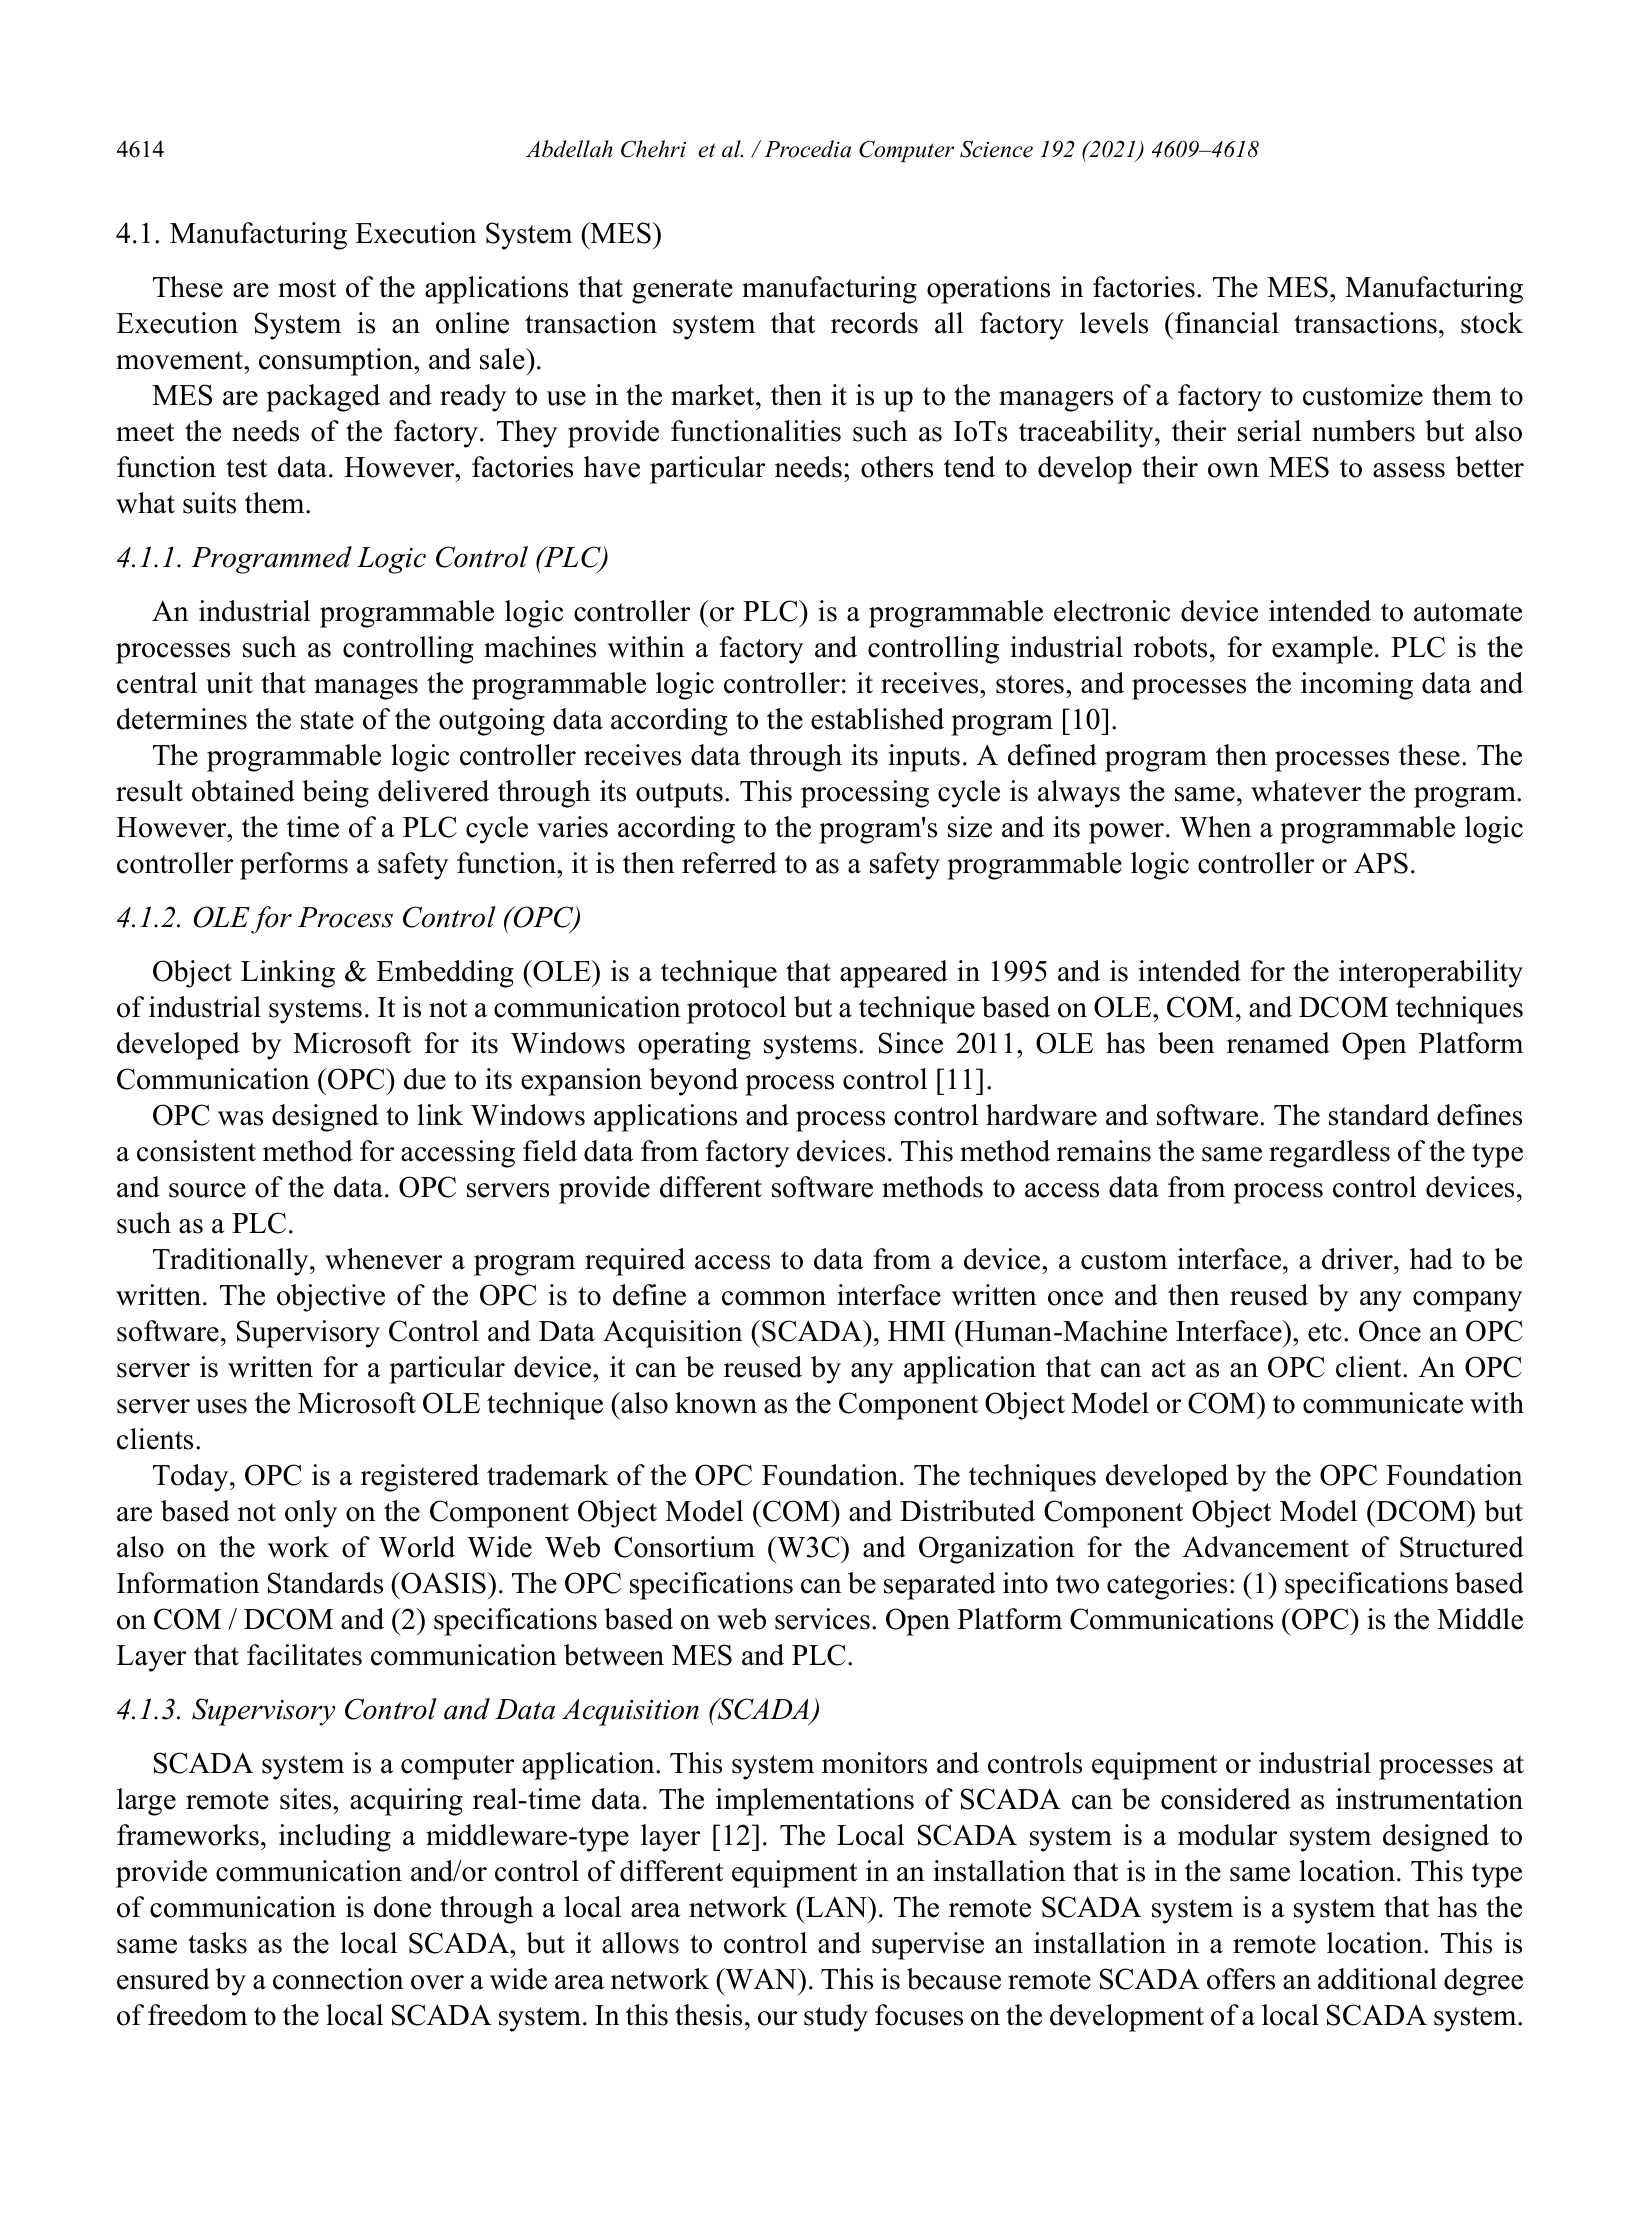 4614
Abdellah Chehri et al. / Procedia Computer Science 192 (2021) 4609–4618
4.1. Manufacturing Execution System (MES)
These are most of the applications that generate manufacturing operations in factories. The MES, Manufacturing
Execution System is an online transaction system that records all factory levels (financial transactions, stock
movement, consumption, and sale).
MES are packaged and ready to use in the market, then it is up to the managers of a factory to customize them to
meet the needs of the factory. They provide functionalities such as IoTs traceability, their serial numbers but also
function test data. However, factories have particular needs; others tend to develop their own MES to assess better
what suits them.
4.1.1. Programmed Logic Control (PLC)
An industrial programmable logic controller (or PLC) is a programmable electronic device intended to automate
processes such as controlling machines within a factory and controlling industrial robots, for example. PLC is the
central unit that manages the programmable logic controller: it receives, stores, and processes the incoming data and
determines the state of the outgoing data according to the established program [10].
The programmable logic controller receives data through its inputs. A defined program then processes these. The
result obtained being delivered through its outputs. This processing cycle is always the same, whatever the program.
However, the time of a PLC cycle varies according to the program's size and its power. When a programmable logic
controller performs a safety function, it is then referred to as a safety programmable logic controller or APS.
4.1.2. OLE for Process Control (OPC)
Object Linking & Embedding (OLE) is a technique that appeared in 1995 and is intended for the interoperability
of industrial systems. It is not a communication protocol but a technique based on OLE, COM, and DCOM techniques
developed by Microsoft for its Windows operating systems. Since 2011, OLE has been renamed Open Platform
Communication (OPC) due to its expansion beyond process control [11].
OPC was designed to link Windows applications and process control hardware and software. The standard defines
a consistent method for accessing field data from factory devices. This method remains the same regardless of the type
and source of the data. OPC servers provide different software methods to access data from process control devices,
such as a PLC.
Traditionally, whenever a program required access to data from a device, a custom interface, a driver, had to be
written. The objective of the OPC is to define a common interface written once and then reused by any company
software, Supervisory Control and Data Acquisition (SCADA), HMI (Human-Machine Interface), etc. Once an OPC
server is written for a particular device, it can be reused by any application that can act as an OPC client. An OPC
server uses the Microsoft OLE technique (also known as the Component Object Model or COM) to communicate with
clients.
Today, OPC is a registered trademark of the OPC Foundation. The techniques developed by the OPC Foundation
are based not only on the Component Object Model (COM) and Distributed Component Object Model (DCOM) but
also on the work of World Wide Web Consortium (W3C) and Organization for the Advancement of Structured
Information Standards (OASIS). The OPC specifications can be separated into two categories: (1) specifications based
on COM / DCOM and (2) specifications based on web services. Open Platform Communications (OPC) is the Middle
Layer that facilitates communication between MES and PLC.
4.1.3. Supervisory Control and Data Acquisition (SCADA)
SCADA system is a computer application. This system monitors and controls equipment or industrial processes at
large remote sites, acquiring real-time data. The implementations of SCADA can be considered as instrumentation
frameworks, including a middleware-type layer [12]. The Local SCADA system is a modular system designed to
provide communication and/or control of different equipment in an installation that is in the same location. This type
of communication is done through a local area network (LAN). The remote SCADA system is a system that has the
same tasks as the local SCADA, but it allows to control and supervise an installation in a remote location. This is
ensured by a connection over a wide area network (WAN). This is because remote SCADA offers an additional degree
of freedom to the local SCADA system. In this thesis, our study focuses on the development of a local SCADA system.